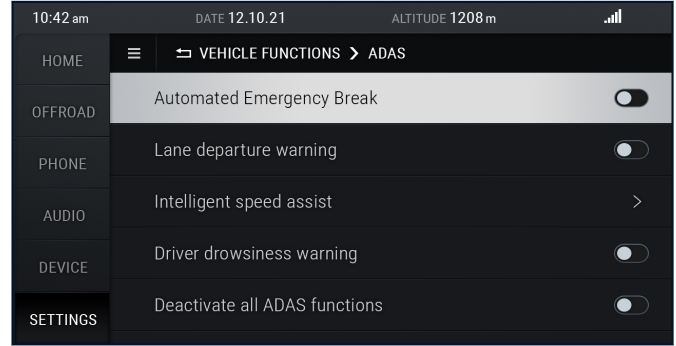 10:42 am DATE 12.10.21 ALTITUDE 1208 m
HOME
VEHICLE FUNCTIONS > ADAS
OFFROAD
Automated Emergency Break
PHONE
Lane departure warning
AUDIO
Intelligent speed assist >
DEVICE
Driver drowsiness warning
SETTINGS
Deactivate all ADAS functions